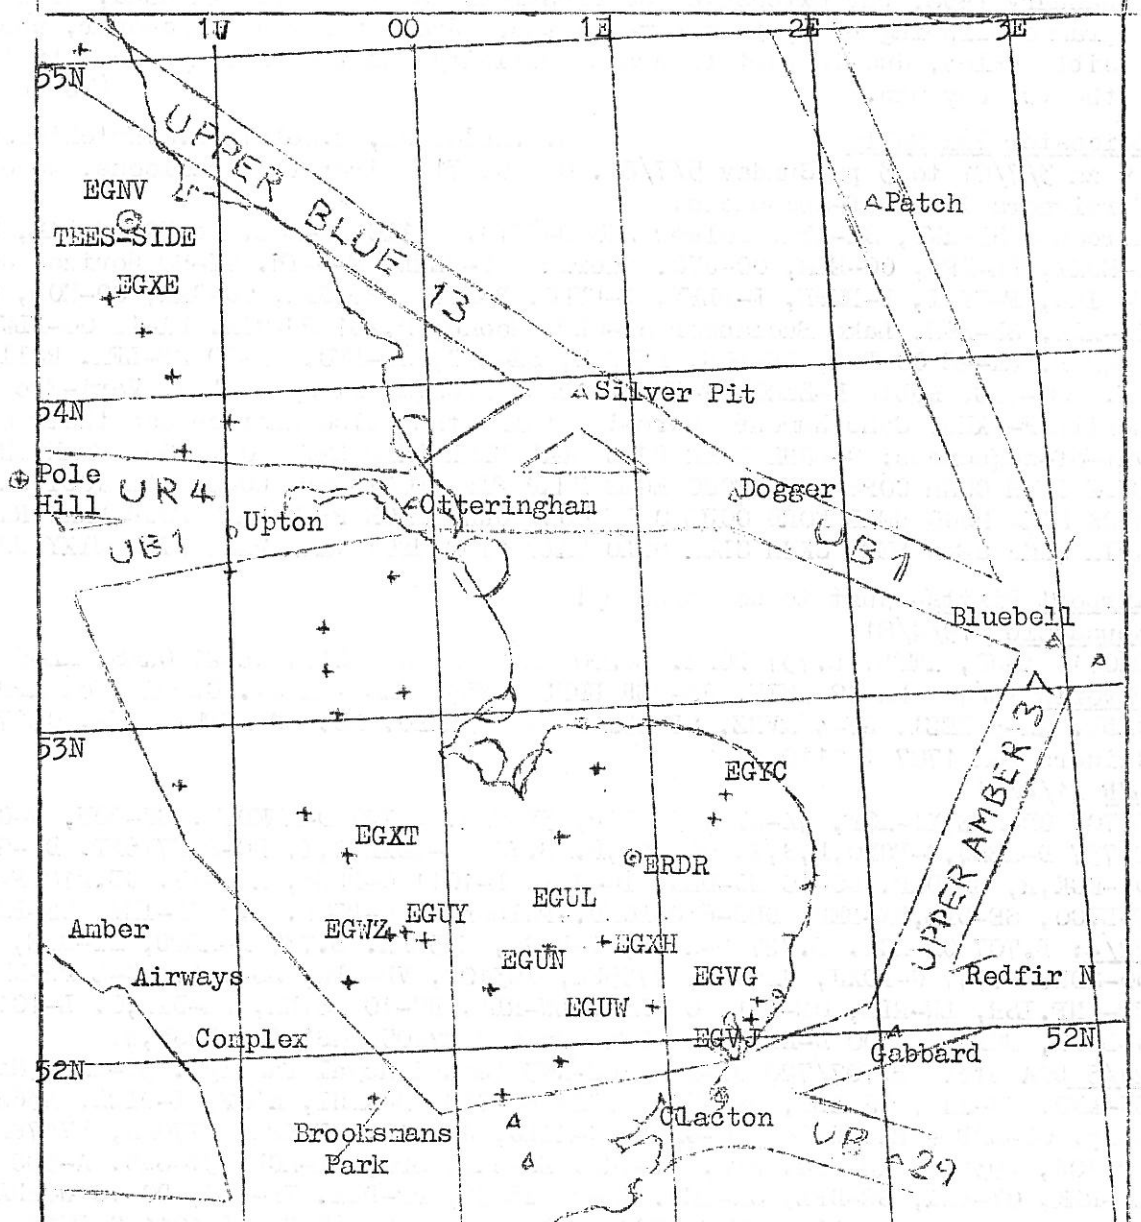 1W 00 1E 2E 3E
55N
UPPER BLUE 13
EGNV
TEES-SIDE
EGXE
Patch
54N
Silver Pit
Pole
Hill
UR4
UB1
Upton
Otteringham
Dogger
UB1
Bluebell
53N
UPPER AMBER 37
EGYC
EGXT
ERDR
EGUL
EGWZ
EGUY
EGXH
EGUN
EGVG
EGUW
EGVJ
Amber
Airways
Complex
Redfir N
52N
52N
Gabbard
Clacton
Brooksmans
Park
UB 29